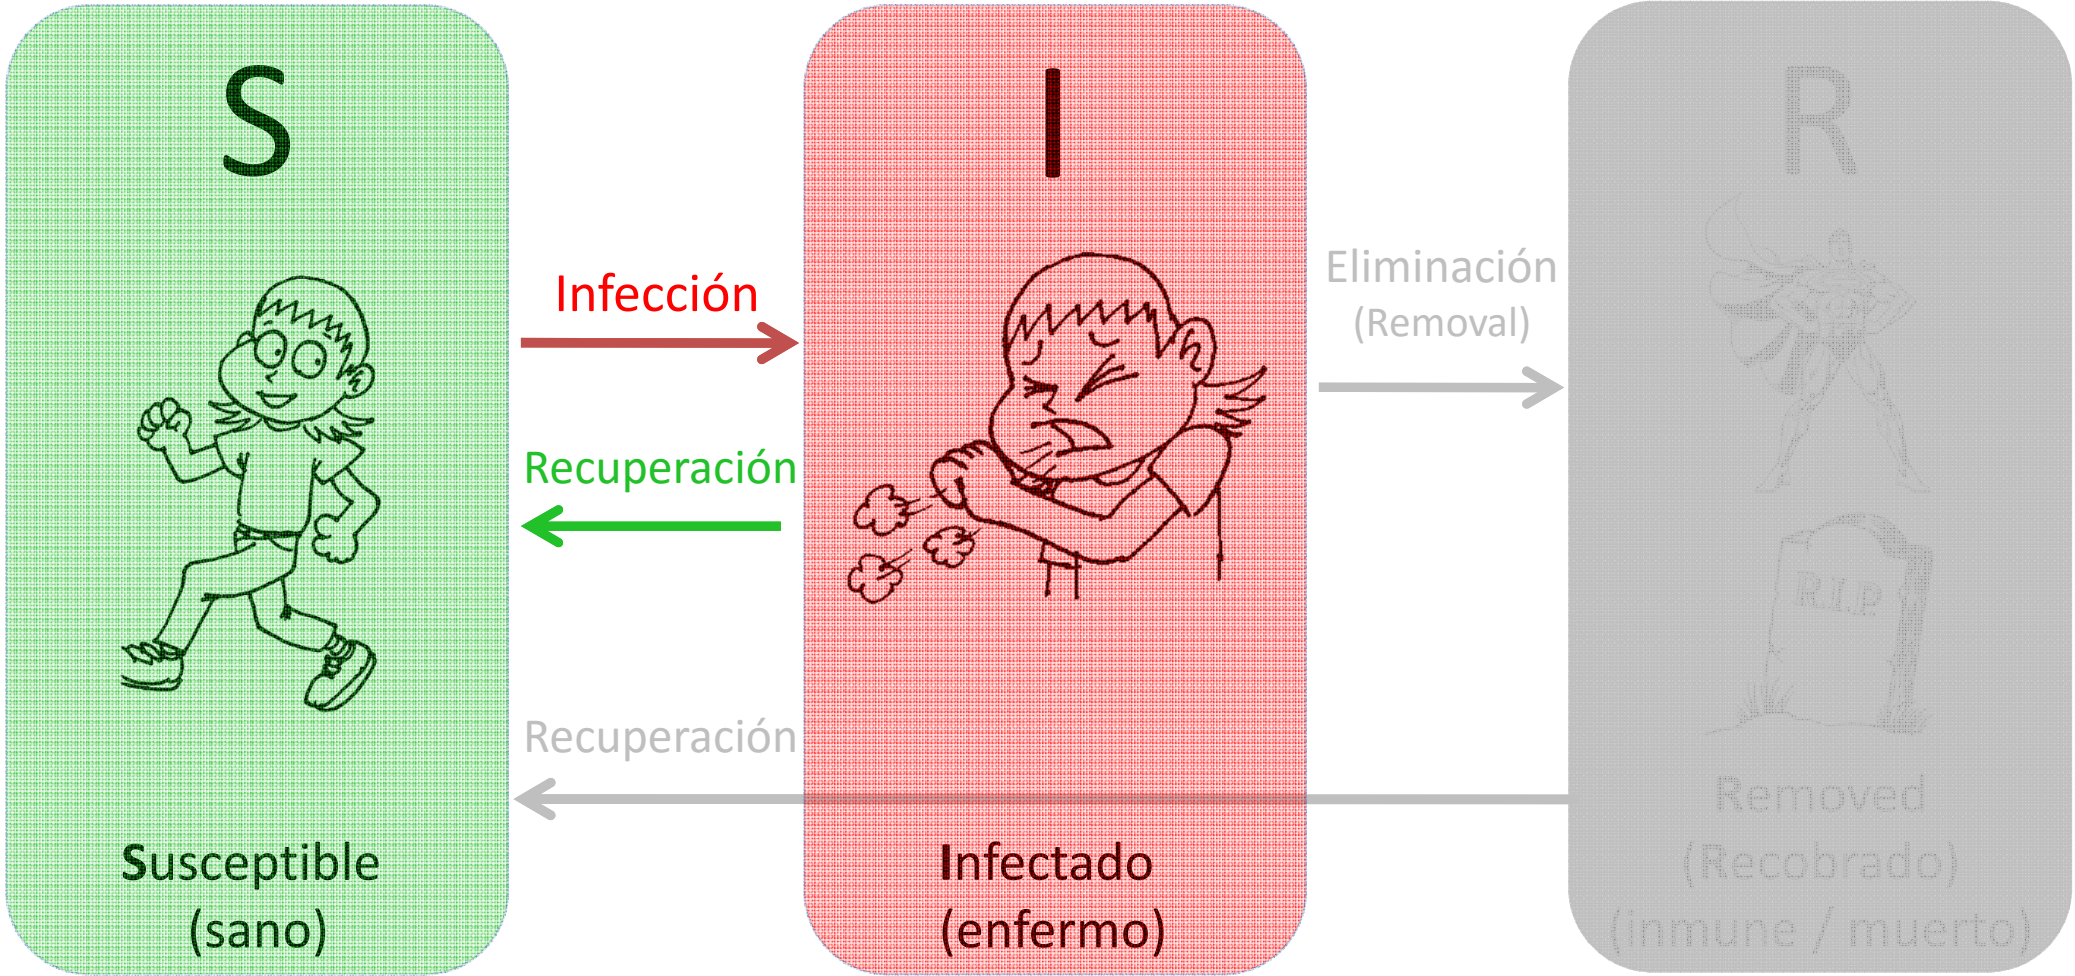 S
Susceptible
(sano)
Infección
Recuperación
Recuperación
I
Infectado
(enfermo)
Eliminación
(Removal)
R
R.I.P
Removed
(Recobrado)
(inmune / muerto)